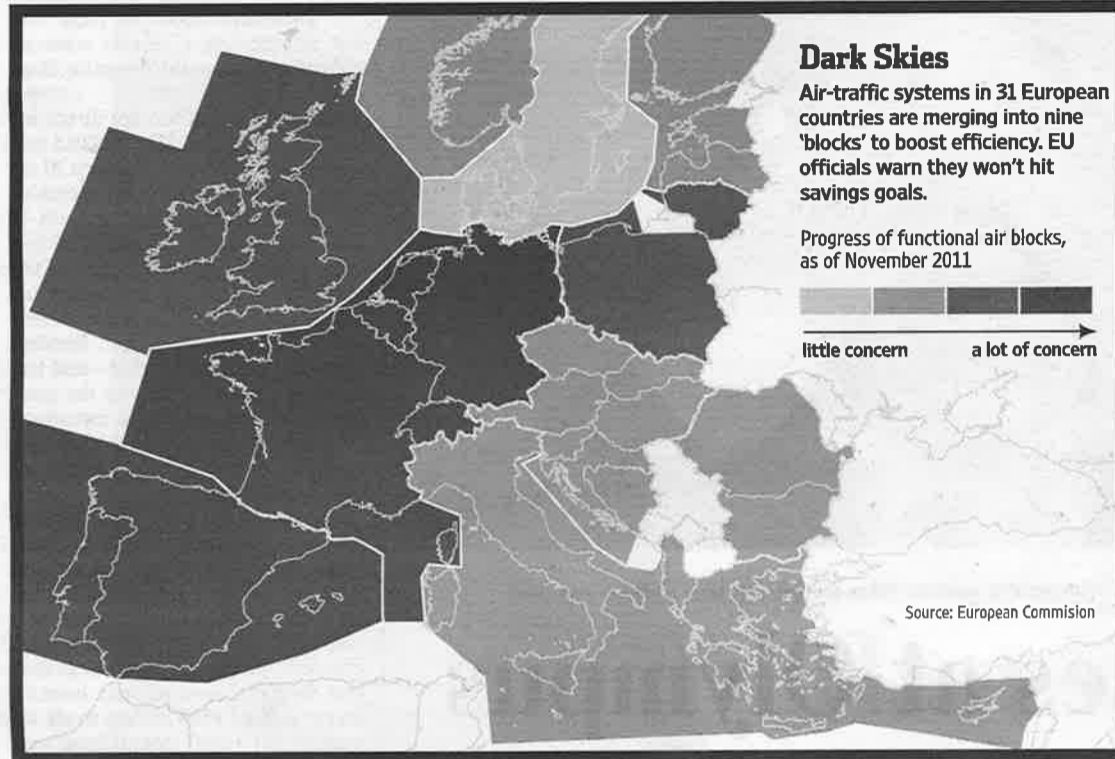 Dark Skies
Air-traffic systems in 31 European
countries are merging into nine
'blocks' to boost efficiency. EU
officials warn they won't hit
savings goals.
Progress of functional air blocks,
as of November 2011
little concern
a lot of concern
Source: European Commision